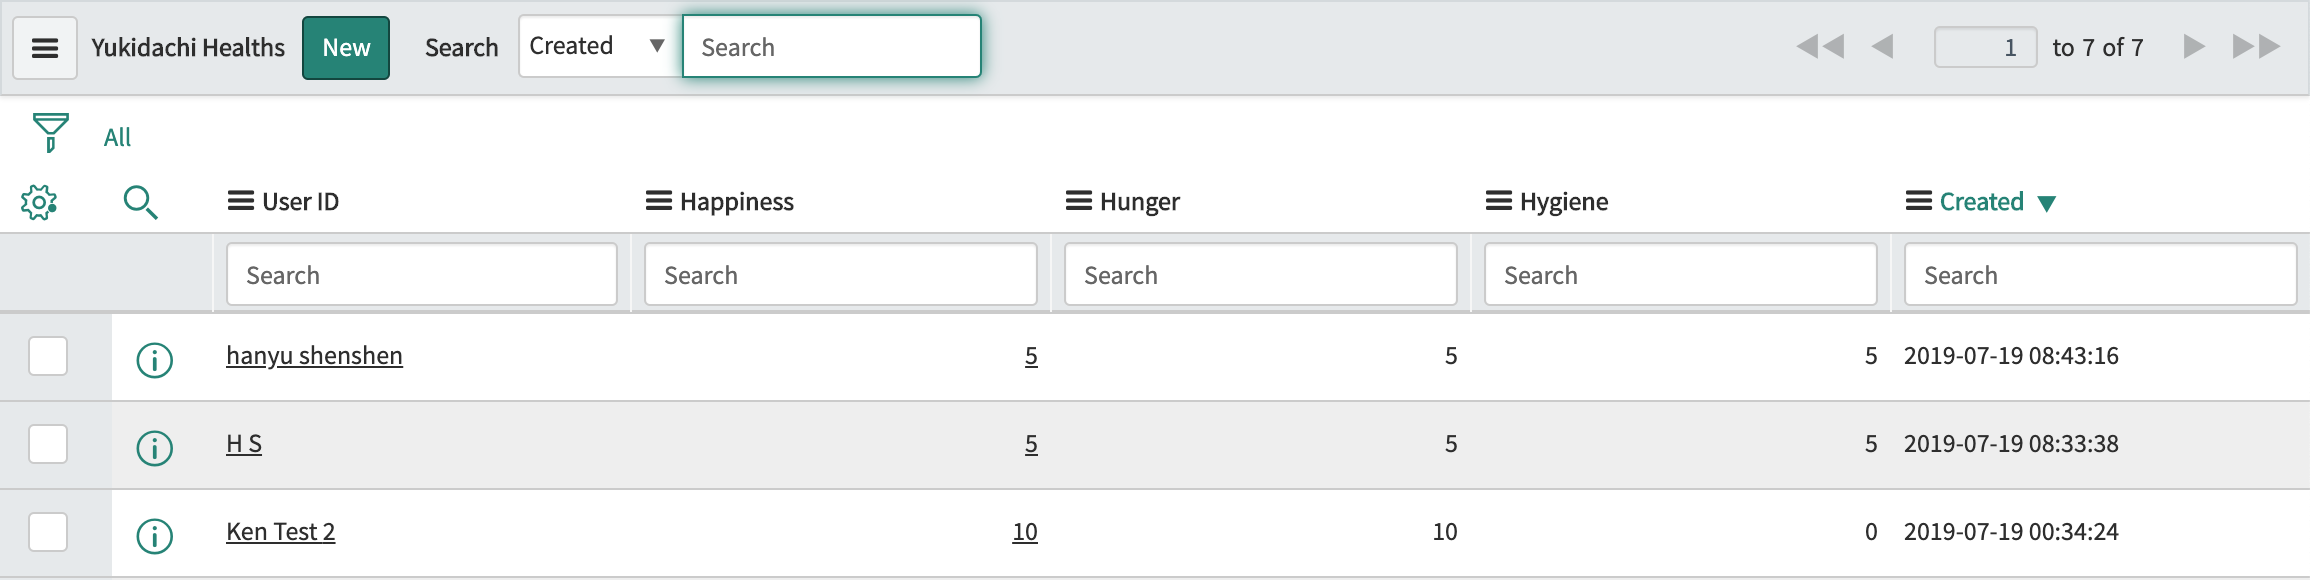 Yukidachi Healths New Search Created Search 1 to 7 of 7
All
User ID Happiness Hunger Hygiene Created
Search Search Search Search Search
hanyu shenshen 5 5 5 2019-07-19 08:43:16
H S 5 5 5 2019-07-19 08:33:38
Ken Test 2 10 10 0 2019-07-19 00:34:24